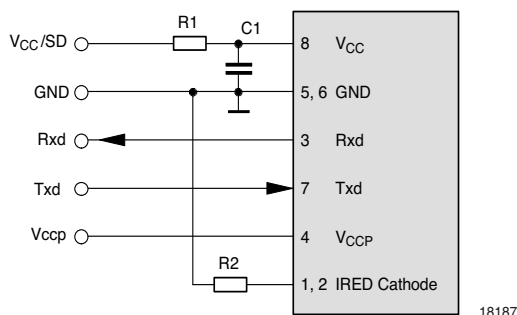 R1
C1
VCC/SD
8 VCC
GND
5, 6 GND
Rxd
3 Rxd
Txd
7 Txd
Vccp
4 VCCP
R2
1, 2 IRED Cathode
18187